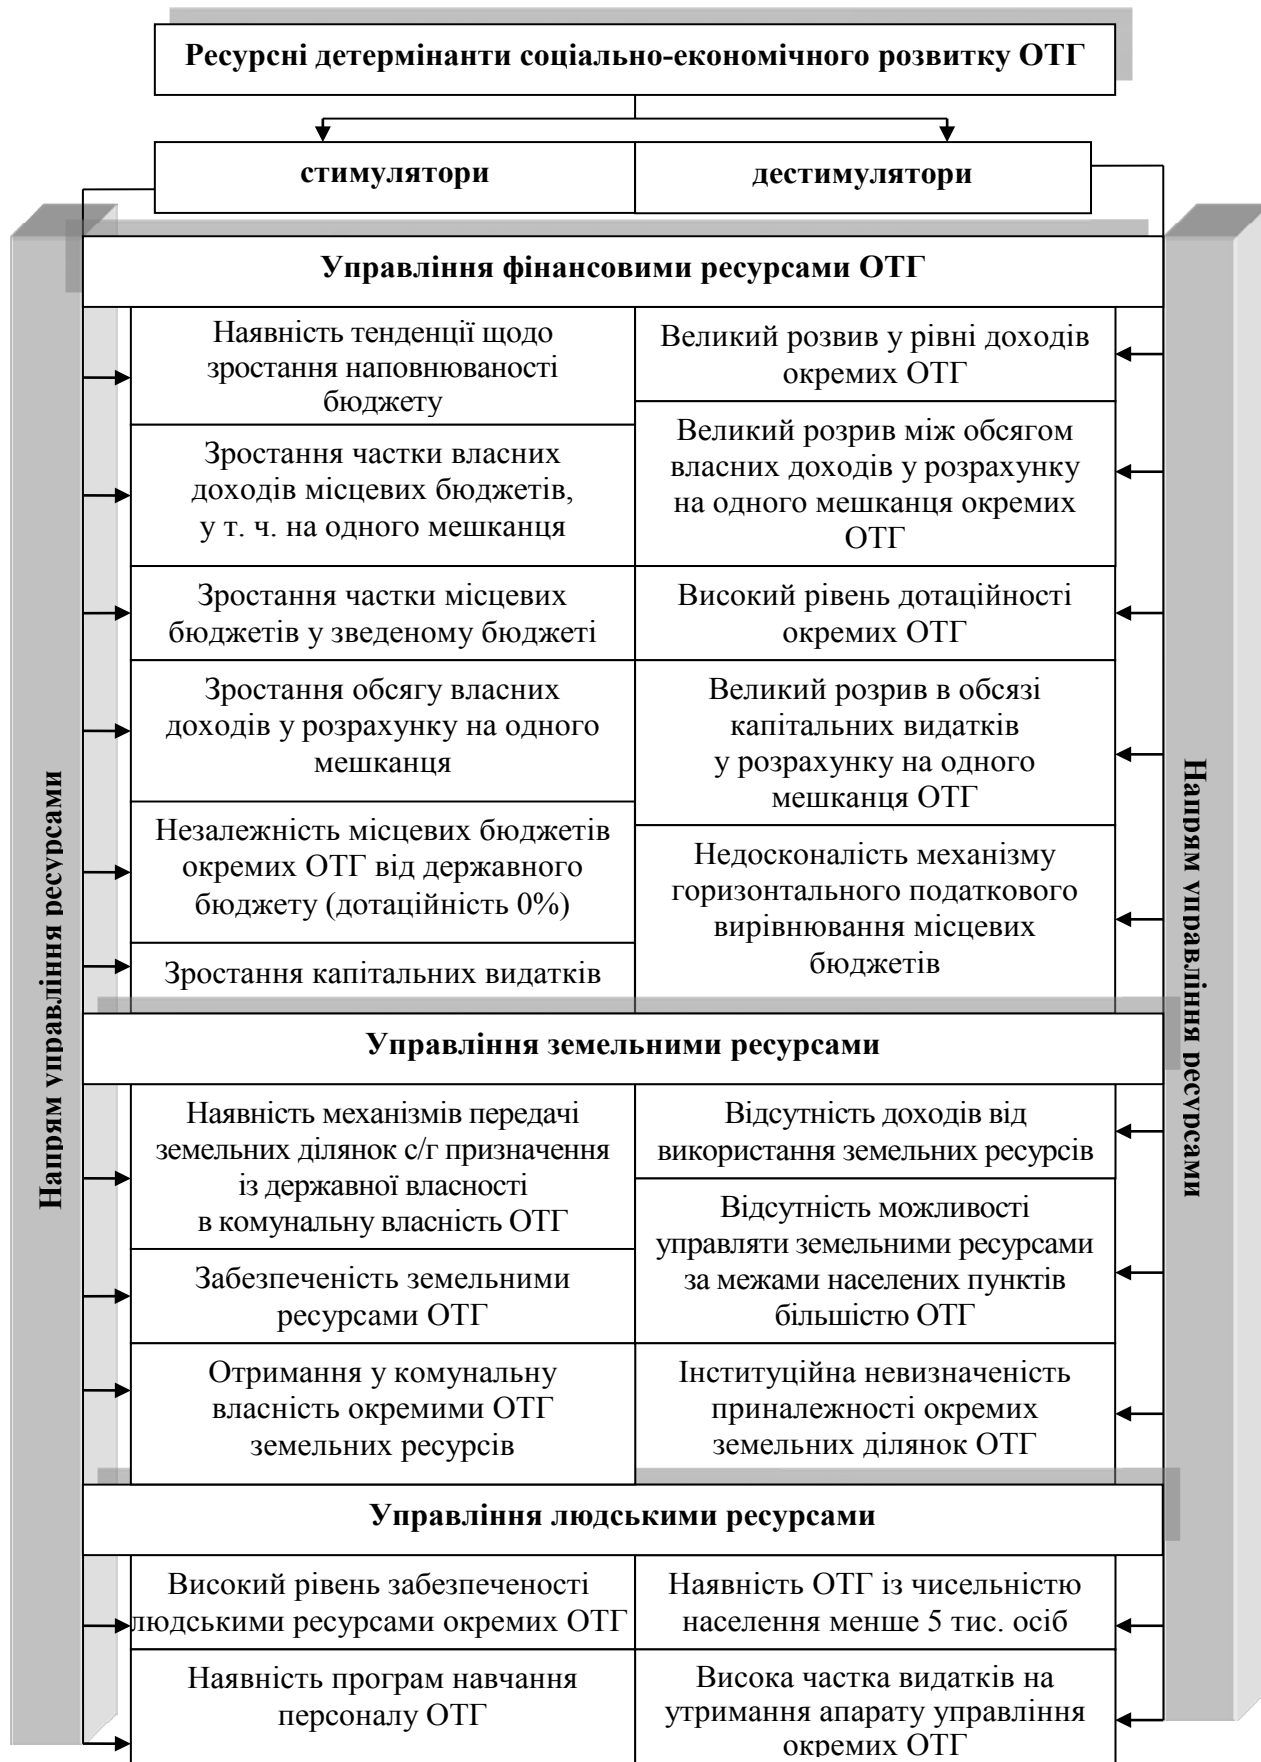 Ресурсні детермінанти соціально-економічного розвитку ОТГ
стимулятори
дестимулятори
Напрям управління ресурсами
Управління фінансовими ресурсами ОТГ
Наявність тенденції щодо
зростання наповнюваності
бюджету
Зростання частки власних
доходів місцевих бюджетів,
у т. ч. на одного мешканця
Зростання частки місцевих
бюджетів у зведеному бюджеті
Зростання обсягу власних
доходів у розрахунку на одного
мешканця
Незалежність місцевих бюджетів
окремих ОТГ від державного
бюджету (дотаційність 0%)
Зростання капітальних видатків
Великий розвив у рівні доходів
окремих ОТГ
Великий розрив між обсягом
власних доходів у розрахунку
на одного мешканця окремих
ОТГ
Високий рівень дотаційності
окремих ОТГ
Великий розрив в обсязі
капітальних видатків
у розрахунку на одного
мешканця ОТГ
Недосконалість механізму
горизонтального податкового
вирівнювання місцевих
бюджетів
Управління земельними ресурсами
Наявність механізмів передачі
земельних ділянок с/г призначення
із державної власності
в комунальну власність ОТГ
Забезпеченість земельними
ресурсами ОТГ
Отримання у комунальну
власність окремими ОТГ
земельних ресурсів
Відсутність доходів від
використання земельних ресурсів
Відсутність можливості
управляти земельними ресурсами
за межами населених пунктів
більшістю ОТГ
Інституційна невизначеність
приналежності окремих
земельних ділянок ОТГ
Управління людськими ресурсами
Високий рівень забезпеченості
людськими ресурсами окремих ОТГ
Наявність програм навчання
персоналу ОТГ
Наявність ОТГ із чисельністю
населення менше 5 тис. осіб
Висока частка видатків на
утримання апарату управління
окремих ОТГ
Напрям управління ресурсами